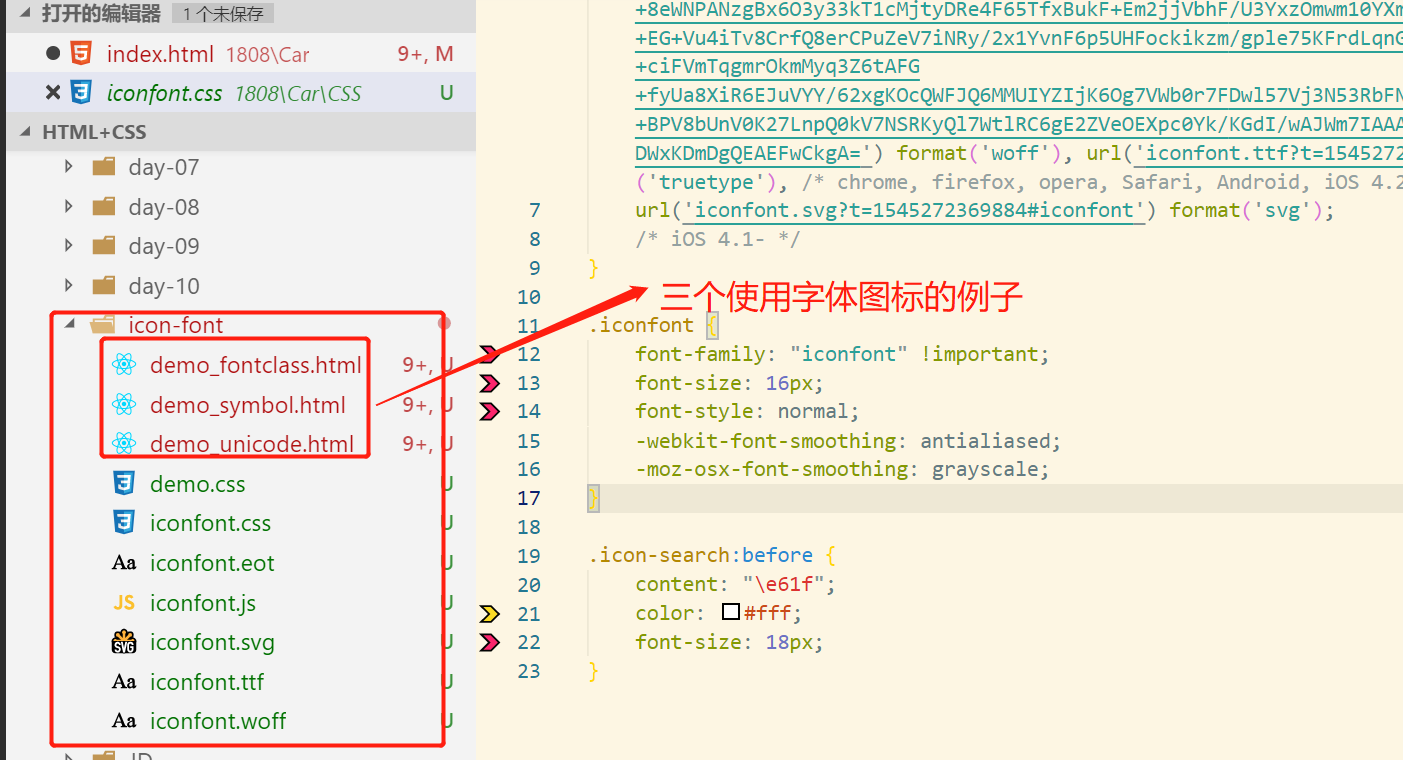 打开的编辑器 1 个未保存
index.html 1808\Car 9+, M
iconfont.css 1808\Car\CSS U
HTML+CSS
day-07
day-08
day-09
day-10
icon-font
demo_fontclass.html 9+, U
demo_symbol.html 9+, U
demo_unicode.html 9+, U
demo.css U
iconfont.css U
iconfont.eot U
iconfont.js U
iconfont.svg U
iconfont.ttf U
iconfont.woff U
+8eWNPANzgBx6O3y33kT1cMjtyDRe4F65TfxBukF+Em2jjVbhF/U3YxzOmwm10YXm
+EG+Vu4iTv8CrfQ8erCPuZeV7iNRy/2x1YvnF6p5UHFockikzm/gple75KFrdLqnG
+ciFVmTqgmrOkmMyq3Z6tAFG
+fyUa8XiR6EJuVYY/62xgKOcQWFJQ6MMUIYZIjK6Og7VWb0r7FDwl57Vj3N53RbFN
+BPV8bUnV0K27LnpQ0kV7NSRKyQl7WtlRC6gE2ZVeOEXpc0Yk/KGdI/wAJWm7IAAA
DWxKDmDgQEAEFwCkgA=') format('woff'), url('iconfont.ttf?t=1545272
('truetype'), /* chrome, firefox, opera, Safari, Android, iOS 4.2
7 url('iconfont.svg?t=1545272369884#iconfont') format('svg');
8 /* iOS 4.1- */
9 }
10
三个使用字体图标的例子
11 .iconfont {
12 font-family: "iconfont" !important;
13 font-size: 16px;
14 font-style: normal;
15 -webkit-font-smoothing: antialiased;
16 -moz-osx-font-smoothing: grayscale;
17 }
18
19 .icon-search:before {
20 content: "\e61f";
21 color: #fff;
22 font-size: 18px;
23 }